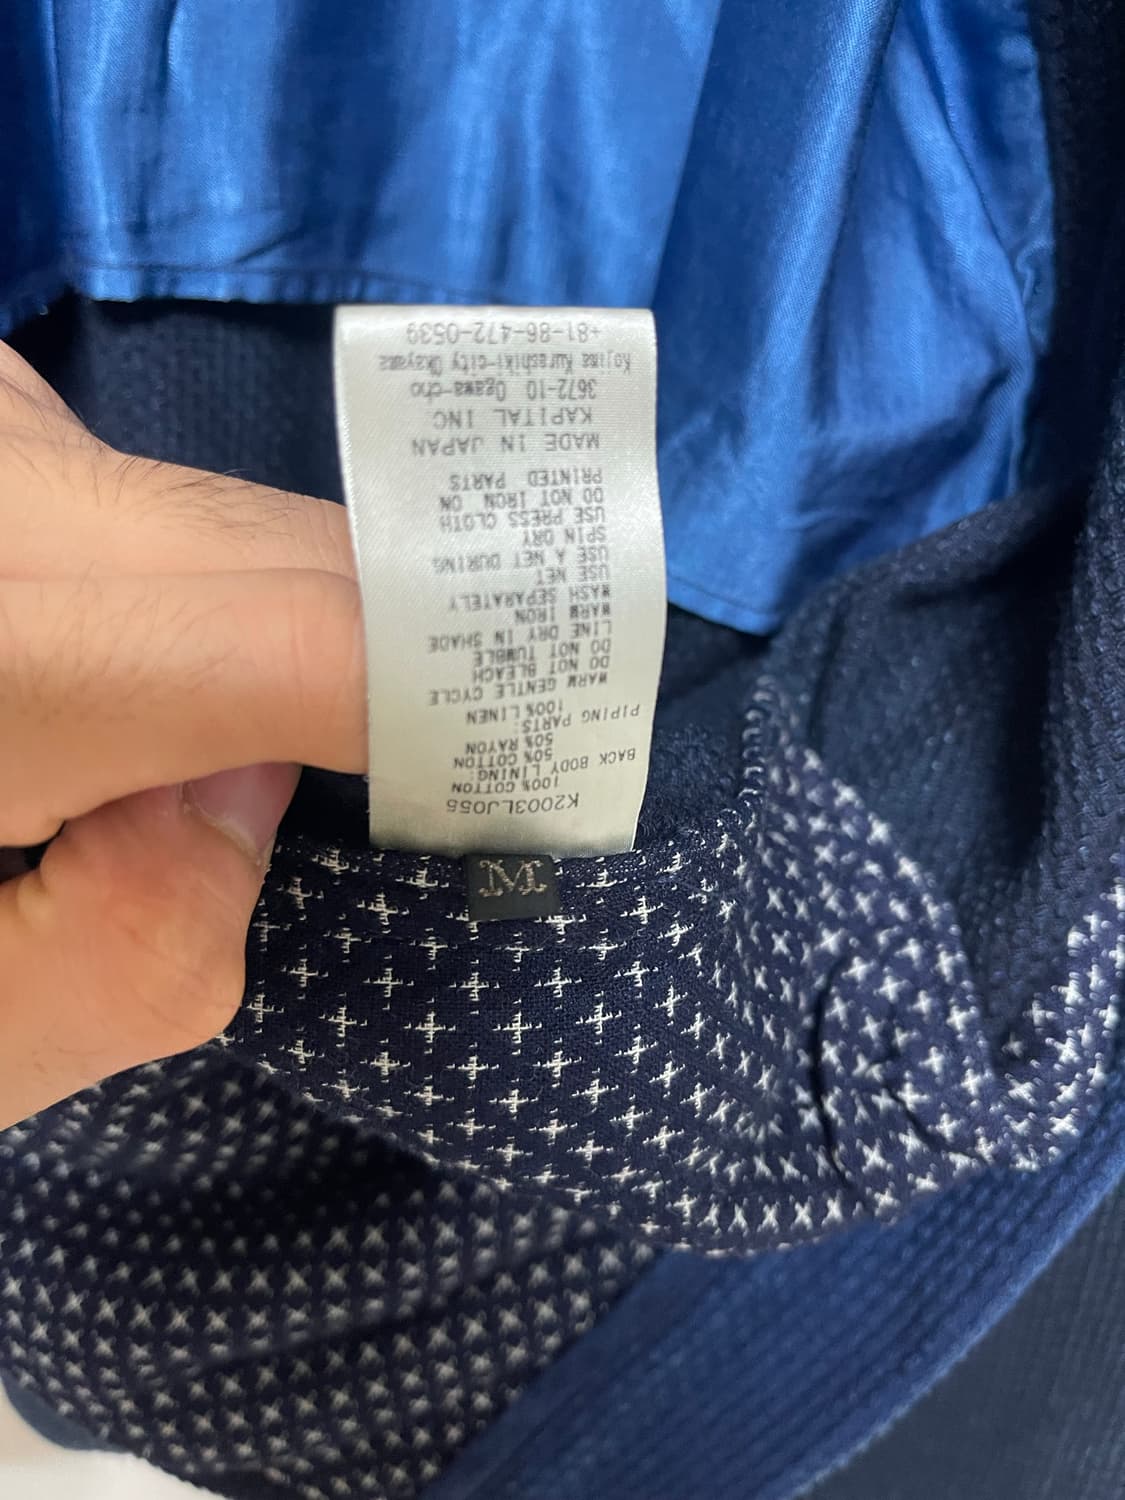 K2003LJ055
100% COTTON
BACK BODY LINING:
50% COTTON
50% RAYON
PIPING PARTS:
100% LINEN
WARM GENTLE CYCLE
DO NOT BLEACH
DO NOT TUMBLE
LINE DRY IN SHADE
WARM IRON
WASH SEPARATELY
USE NET
USE A NET DURING
SPIN DRY
USE PRESS CLOTH
DO NOT IRON ON
PRINTED PARTS
MADE IN JAPAN
KAPITAL INC.
3672-10 Ogawa-cho
Kojima Kurashiki-city Okayama
+81-86-472-0539
M